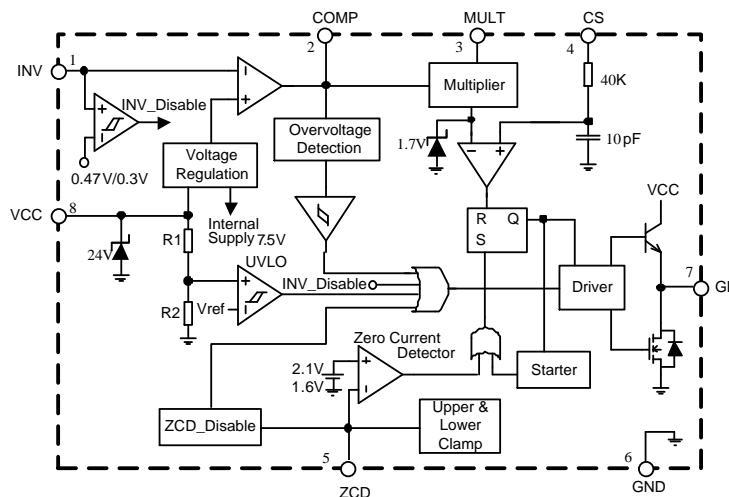 COMP
MULT
CS
2
3
4
INV
1
Multiplier
40K
INV_Disable
Overvoltage
Detection
1.7V
10pF
0.47V/0.3V
Voltage
Regulation
VCC
8
Internal
Supply
7.5V
R
Q
S
VCC
24V
R1
UVLO
INV_Disable
R2
Vref
Driver
7
Zero Current
Detector
2.1V
1.6V
Starter
ZCD_Disable
Upper &
Lower
Clamp
5
ZCD
6
GND